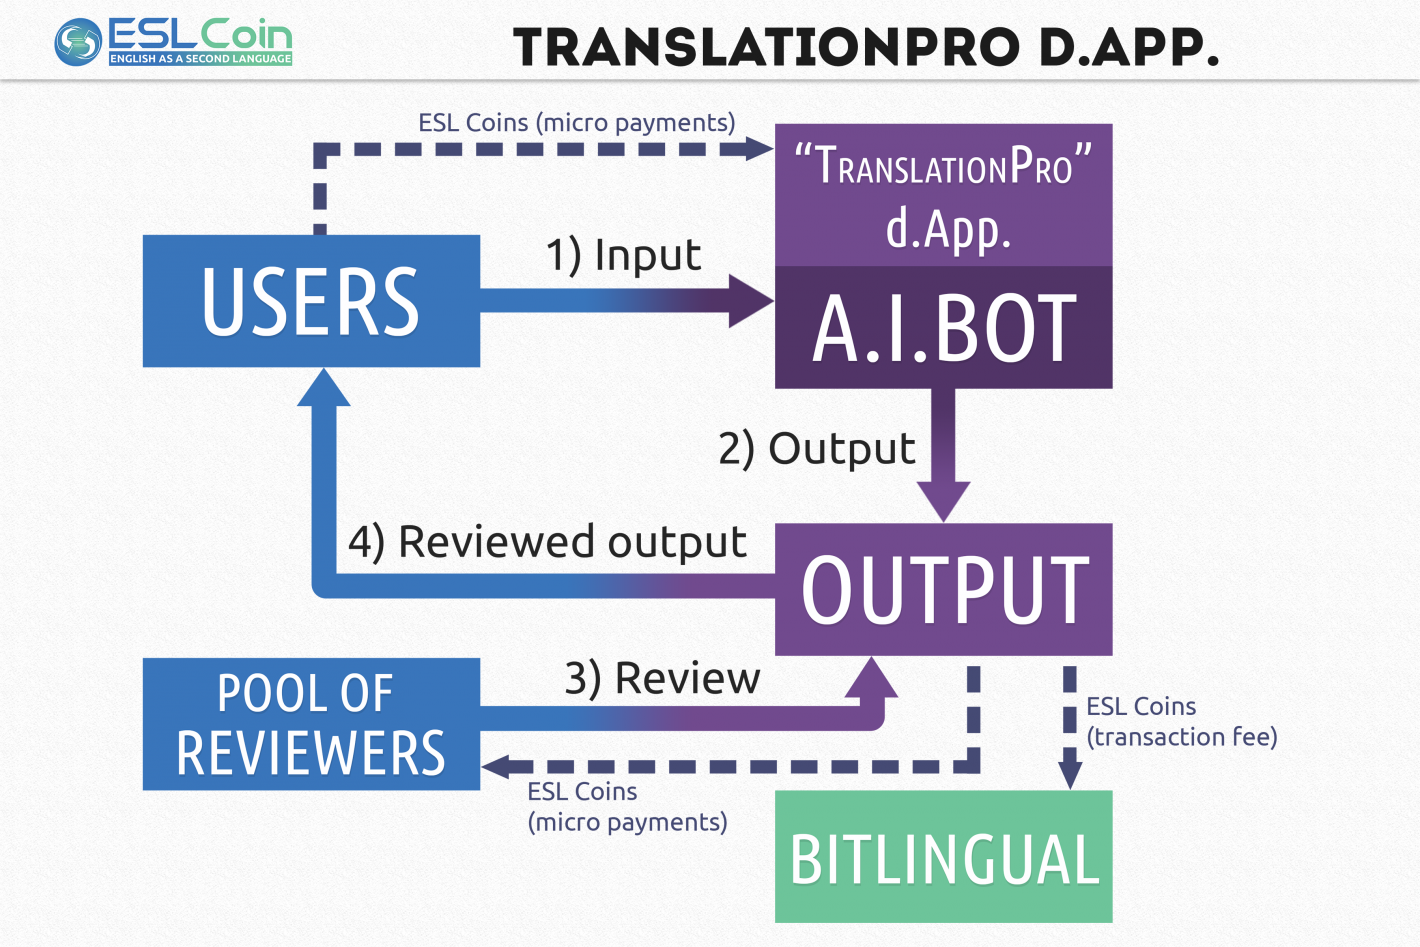 ESLCoin
ENGLISH AS A SECOND LANGUAGE
TRANSLATIONPRO D.APP.
ESL Coins (micro payments)
“TRANSLATIONPRO”
d.App.
USERS
1) Input
A.I.BOT
2) Output
4) Reviewed output
OUTPUT
POOL OF
REVIEWERS
3) Review
ESL Coins
(transaction fee)
ESL Coins
(micro payments)
BITLINGUAL